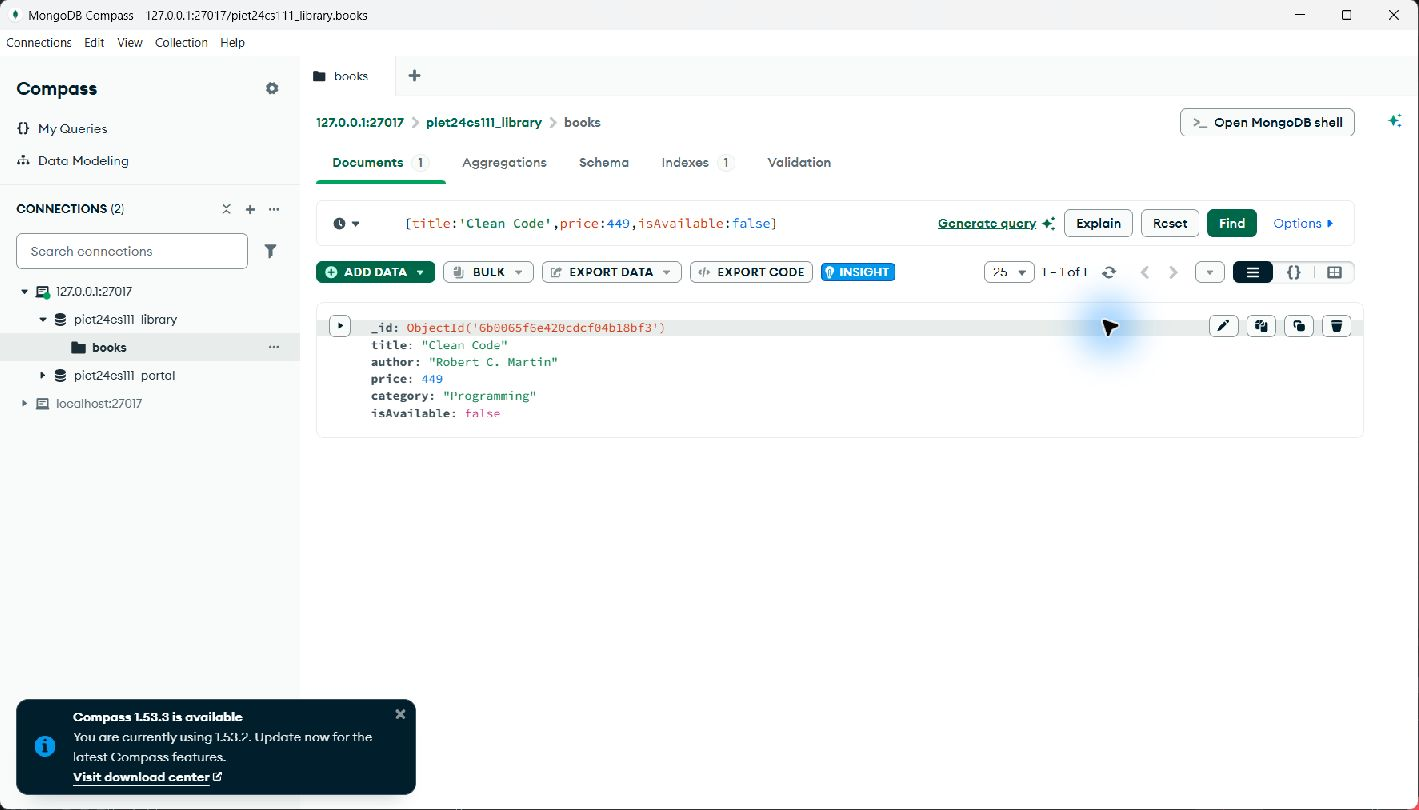 MongoDB Compass - 127.0.0.1:27017/piet24cs111_library.books
Connections Edit View Collection Help
Compass
My Queries
Data Modeling
CONNECTIONS (2)
Search connections
127.0.0.1:27017
piet24cs111_library
books
piet24cs111_portal
localhost:27017
books
127.0.0.1:27017 > piet24cs111_library > books
Open MongoDB shell
Documents 1 Aggregations Schema Indexes 1 Validation
{title:'Clean Code',price:449,isAvailable:false}
Generate query Explain Reset Find Options
ADD DATA BULK EXPORT DATA EXPORT CODE INSIGHT 25 1 - 1 of 1
_id: ObjectId('6b0065f6e420cdcf04b18bf3')
title: "Clean Code"
author: "Robert C. Martin"
price: 449
category: "Programming"
isAvailable: false
Compass 1.53.3 is available
You are currently using 1.53.2. Update now for the
latest Compass features.
Visit download center